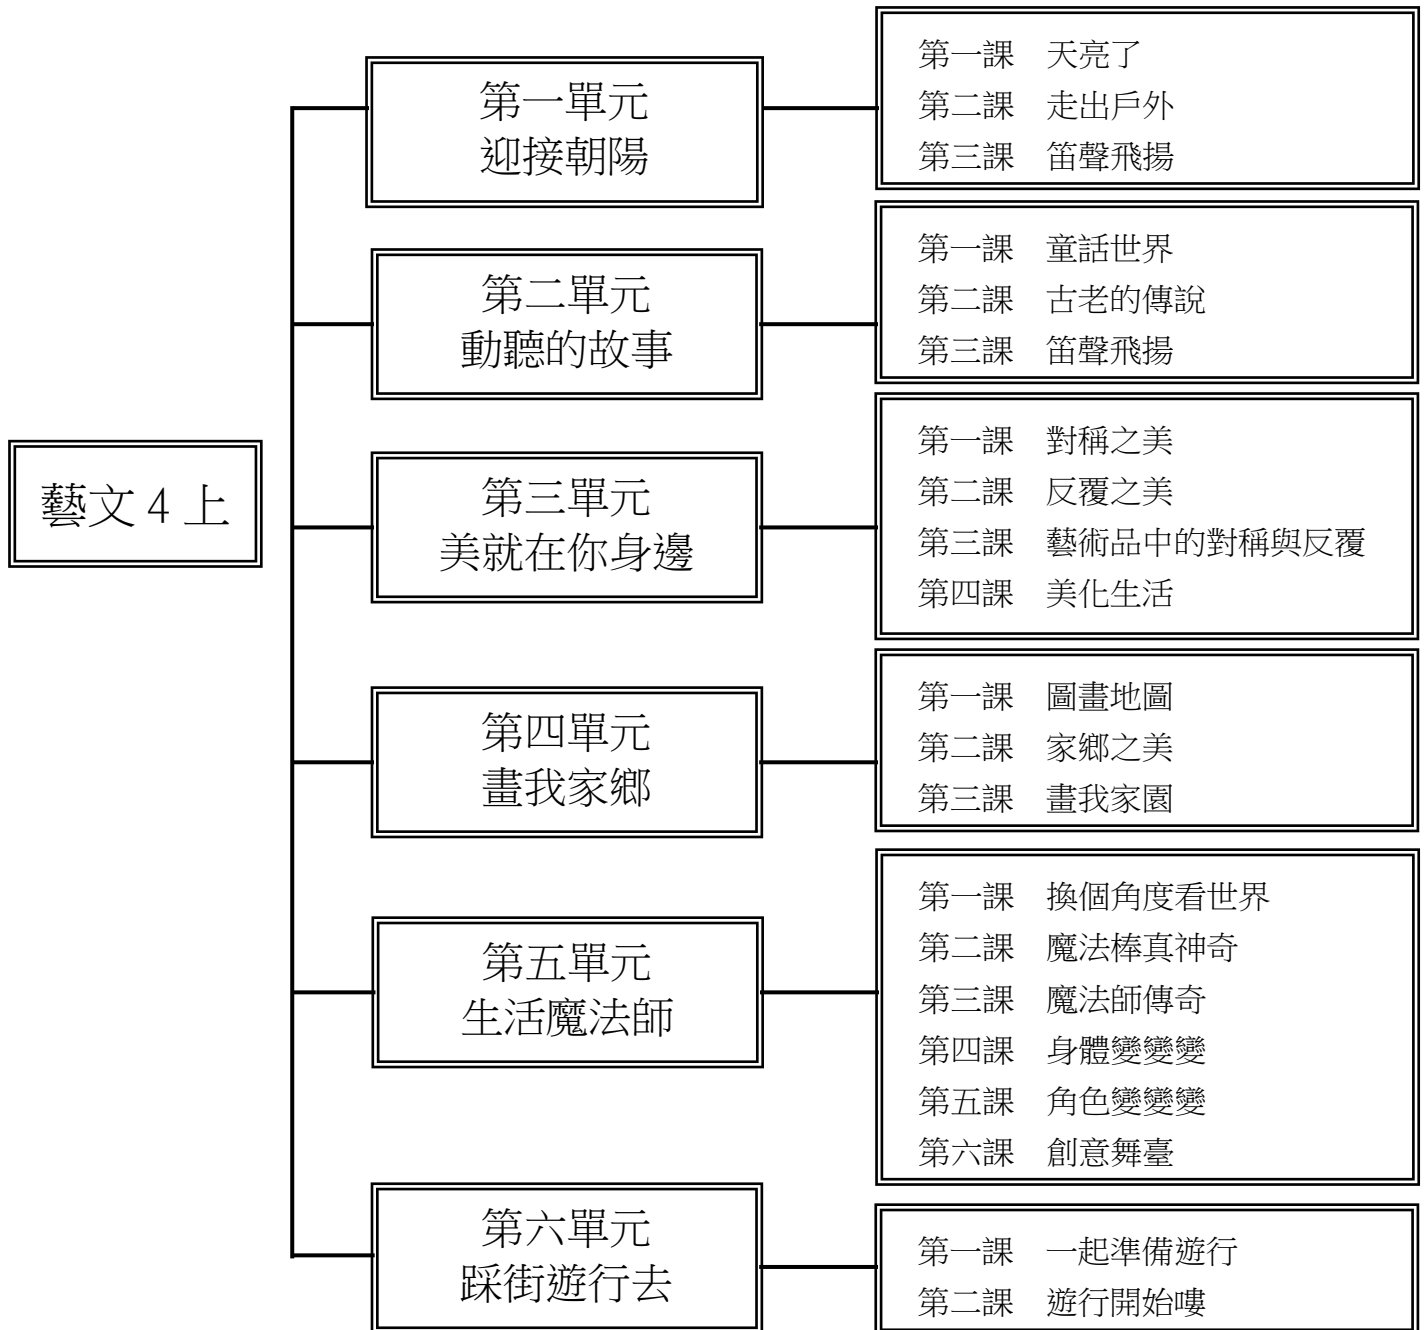 藝文 4 上
第一單元
迎接朝陽
第一課 天亮了
第二課 走出戶外
第三課 笛聲飛揚
第二單元
動聽的故事
第一課 童話世界
第二課 古老的傳說
第三課 笛聲飛揚
第三單元
美就在你身邊
第一課 對稱之美
第二課 反覆之美
第三課 藝術品中的對稱與反覆
第四課 美化生活
第四單元
畫我家鄉
第一課 圖畫地圖
第二課 家鄉之美
第三課 畫我家園
第五單元
生活魔法師
第一課 換個角度看世界
第二課 魔法棒真神奇
第三課 魔法師傳奇
第四課 身體變變變
第五課 角色變變變
第六課 創意舞臺
第六單元
踩街遊行去
第一課 一起準備遊行
第二課 遊行開始嘍